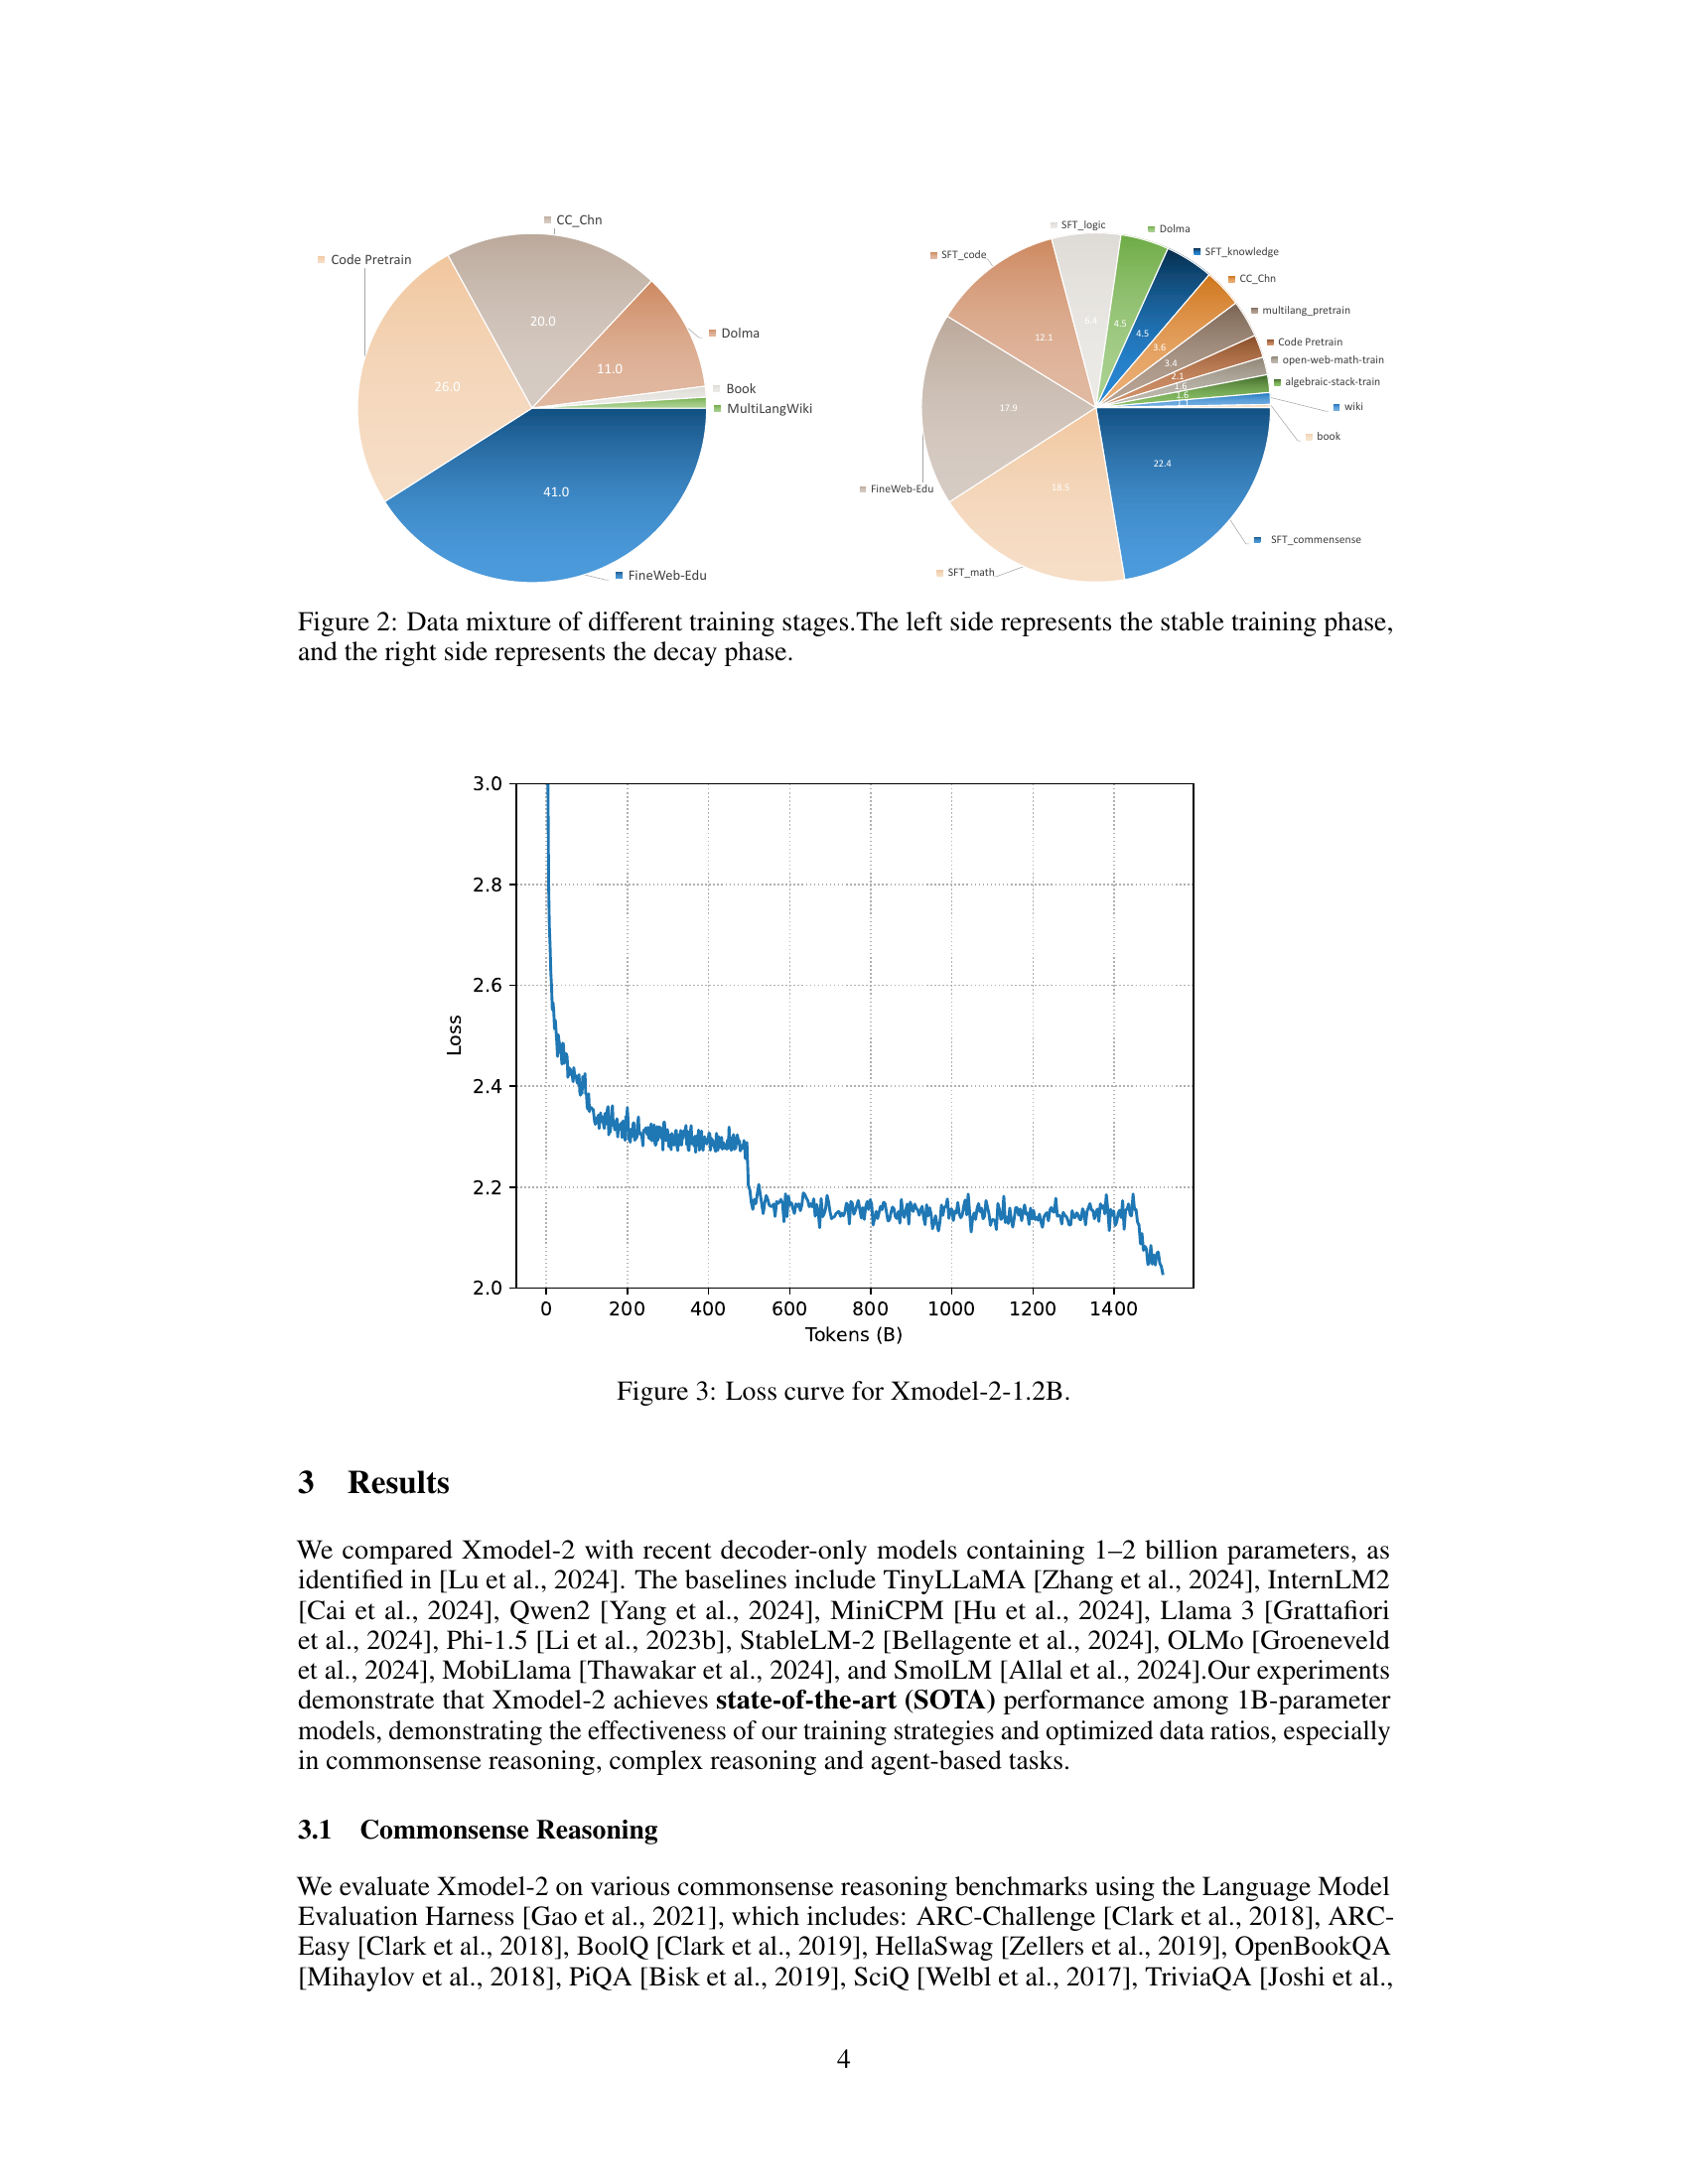 CC_Chn
Code Pretrain
20.0
Dolma
11.0
26.0
Book
MultiLangWiki
41.0
FineWeb-Edu
SFT_logic
Dolma
SFT_code
SFT_knowledge
CC_Chn
multilang_pretrain
6.4
4.5
4.5
12.1
3.6
Code Pretrain
3.4
open-web-math-train
2.1
1.6
algebraic-stack-train
1.6
wiki
17.9
book
22.4
18.5
FineWeb-Edu
SFT_commensense
SFT_math
Figure 2: Data mixture of different training stages.The left side represents the stable training phase,
and the right side represents the decay phase.
3.0
2.8
2.6
2.4
2.2
2.0
Loss
0 200 400 600 800 1000 1200 1400
Tokens (B)
Figure 3: Loss curve for Xmodel-2-1.2B.
3 Results
We compared Xmodel-2 with recent decoder-only models containing 1–2 billion parameters, as
identified in [Lu et al., 2024]. The baselines include TinyLLaMA [Zhang et al., 2024], InternLM2
[Cai et al., 2024], Qwen2 [Yang et al., 2024], MiniCPM [Hu et al., 2024], Llama 3 [Grattafiori
et al., 2024], Phi-1.5 [Li et al., 2023b], StableLM-2 [Bellagente et al., 2024], OLMo [Groeneveld
et al., 2024], MobiLlama [Thawakar et al., 2024], and SmolLM [Allal et al., 2024].Our experiments
demonstrate that Xmodel-2 achieves state-of-the-art (SOTA) performance among 1B-parameter
models, demonstrating the effectiveness of our training strategies and optimized data ratios, especially
in commonsense reasoning, complex reasoning and agent-based tasks.
3.1 Commonsense Reasoning
We evaluate Xmodel-2 on various commonsense reasoning benchmarks using the Language Model
Evaluation Harness [Gao et al., 2021], which includes: ARC-Challenge [Clark et al., 2018], ARC-
Easy [Clark et al., 2018], BoolQ [Clark et al., 2019], HellaSwag [Zellers et al., 2019], OpenBookQA
[Mihaylov et al., 2018], PiQA [Bisk et al., 2019], SciQ [Welbl et al., 2017], TriviaQA [Joshi et al.,
4